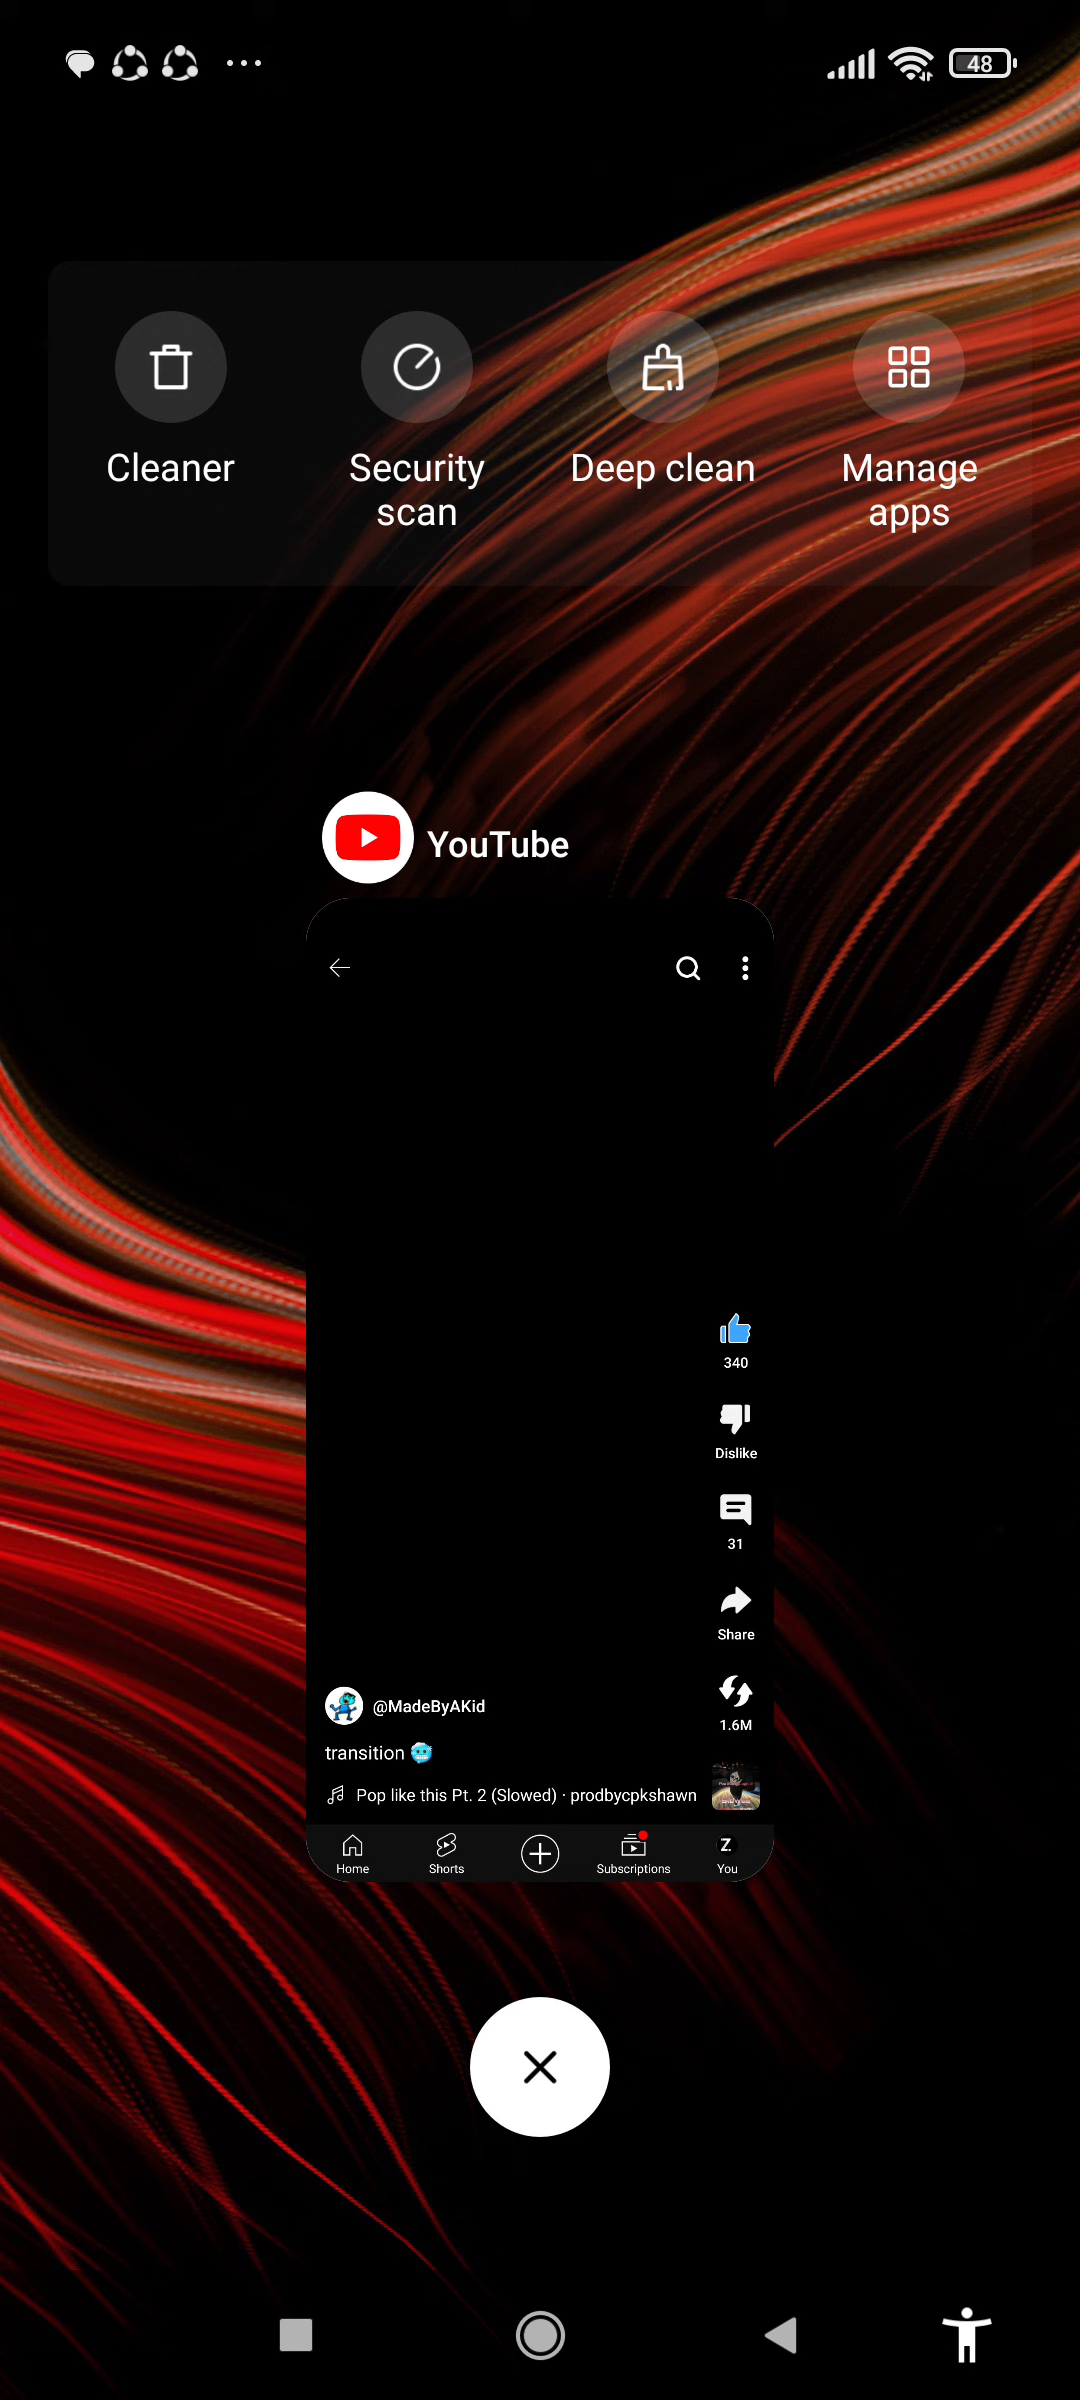 48
Cleaner
Security
scan
Deep clean
Manage
apps
YouTube
340
Dislike
31
Share
1.6M
@MadeByAKid
transition 🥶
Pop like this Pt. 2 (Slowed) · prodbycpkshawn
Home
Shorts
Subscriptions
Z.
You